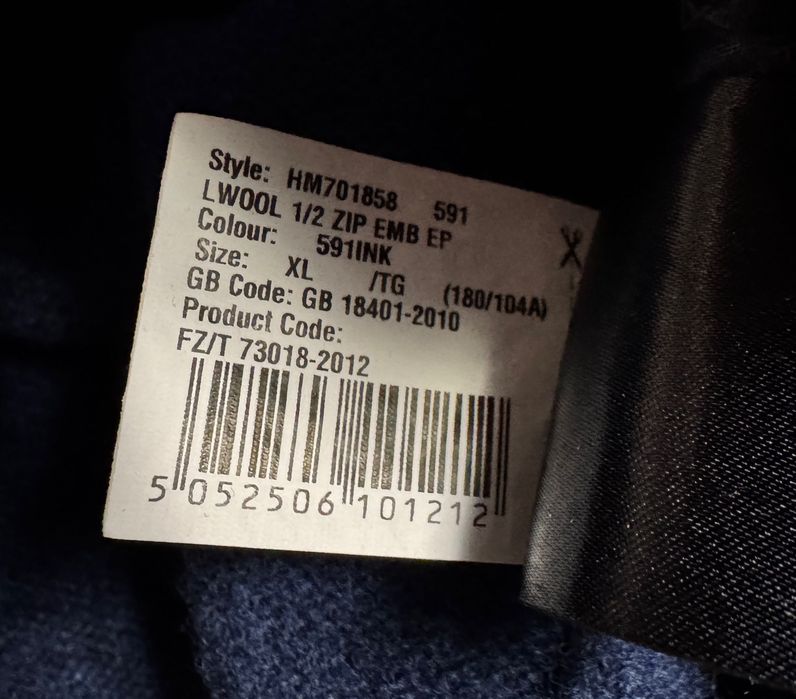 Style: HM701858 591
LWOOL 1/2 ZIP EMB EP
Colour: 591INK
Size: XL /TG (180/104A)
GB Code: GB 18401-2010
Product Code:
FZ/T 73018-2012
5 052506 101212